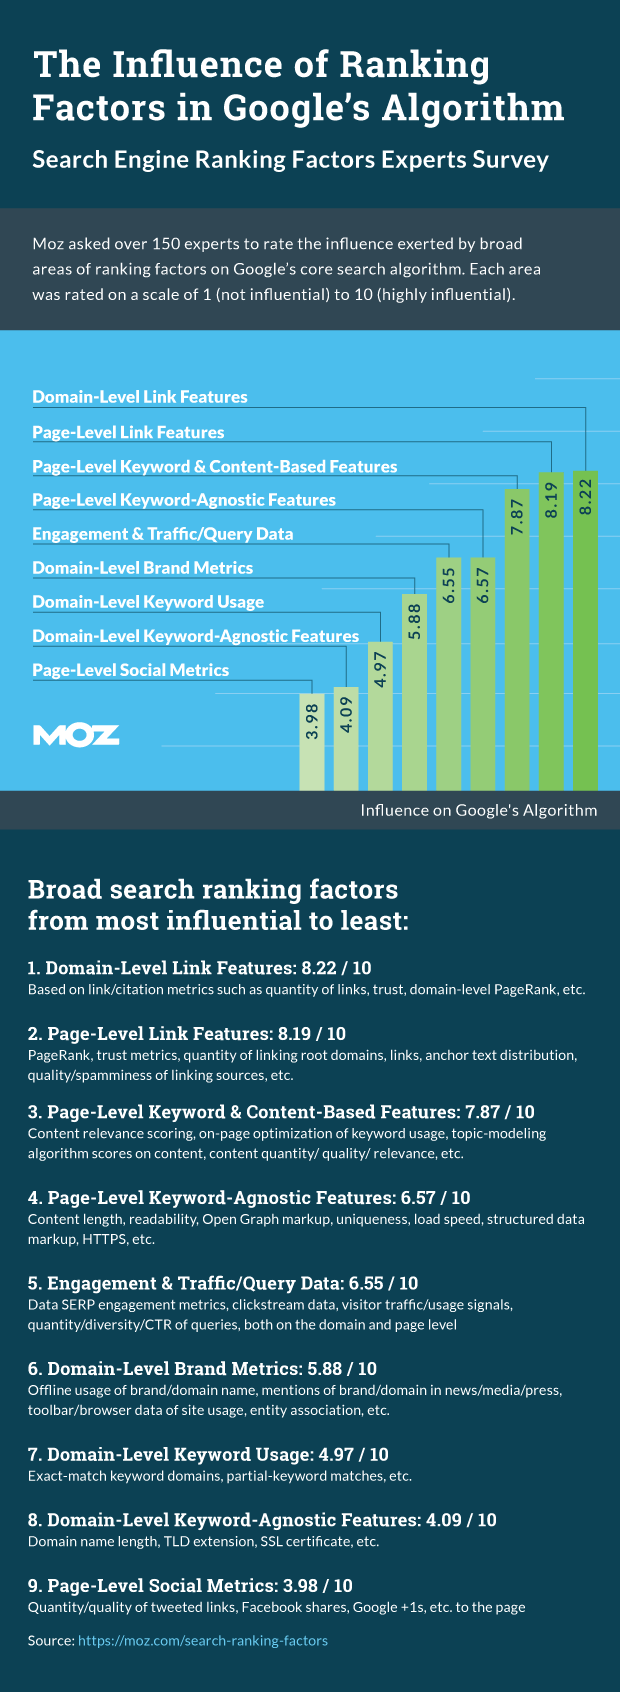 The Influence of Ranking
Factors in Google's Algorithm
Search Engine Ranking Factors Experts Survey
Moz asked over 150 experts to rate the influence exerted by broad
areas of ranking factors on Google's core search algorithm. Each area
was rated on a scale of 1 (not influential) to 10 (highly influential).
Domain-Level Link Features
Page-Level Link Features
Page-Level Keyword & Content-Based Features
Page-Level Keyword-Agnostic Features
Engagement & Traffic/Query Data
Domain-Level Brand Metrics
Domain-Level Keyword Usage
Domain-Level Keyword-Agnostic Features
Page-Level Social Metrics
3.98
4.09
4.97
5.88
6.55
6.57
7.87
8.19
8.22
MOZ
Influence on Google's Algorithm
Broad search ranking factors
from most influential to least:
1. Domain-Level Link Features: 8.22 / 10
Based on link/citation metrics such as quantity of links, trust, domain-level PageRank, etc.
2. Page-Level Link Features: 8.19 / 10
PageRank, trust metrics, quantity of linking root domains, links, anchor text distribution,
quality/spamminess of linking sources, etc.
3. Page-Level Keyword & Content-Based Features: 7.87 / 10
Content relevance scoring, on-page optimization of keyword usage, topic-modeling
algorithm scores on content, content quantity/ quality/ relevance, etc.
4. Page-Level Keyword-Agnostic Features: 6.57 / 10
Content length, readability, Open Graph markup, uniqueness, load speed, structured data
markup, HTTPS, etc.
5. Engagement & Traffic/Query Data: 6.55 / 10
Data SERP engagement metrics, clickstream data, visitor traffic/usage signals,
quantity/diversity/CTR of queries, both on the domain and page level
6. Domain-Level Brand Metrics: 5.88 / 10
Offline usage of brand/domain name, mentions of brand/domain in news/media/press,
toolbar/browser data of site usage, entity association, etc.
7. Domain-Level Keyword Usage: 4.97 / 10
Exact-match keyword domains, partial-keyword matches, etc.
8. Domain-Level Keyword-Agnostic Features: 4.09 / 10
Domain name length, TLD extension, SSL certificate, etc.
9. Page-Level Social Metrics: 3.98 / 10
Quantity/quality of tweeted links, Facebook shares, Google +1s, etc. to the page
Source: https://moz.com/search-ranking-factors